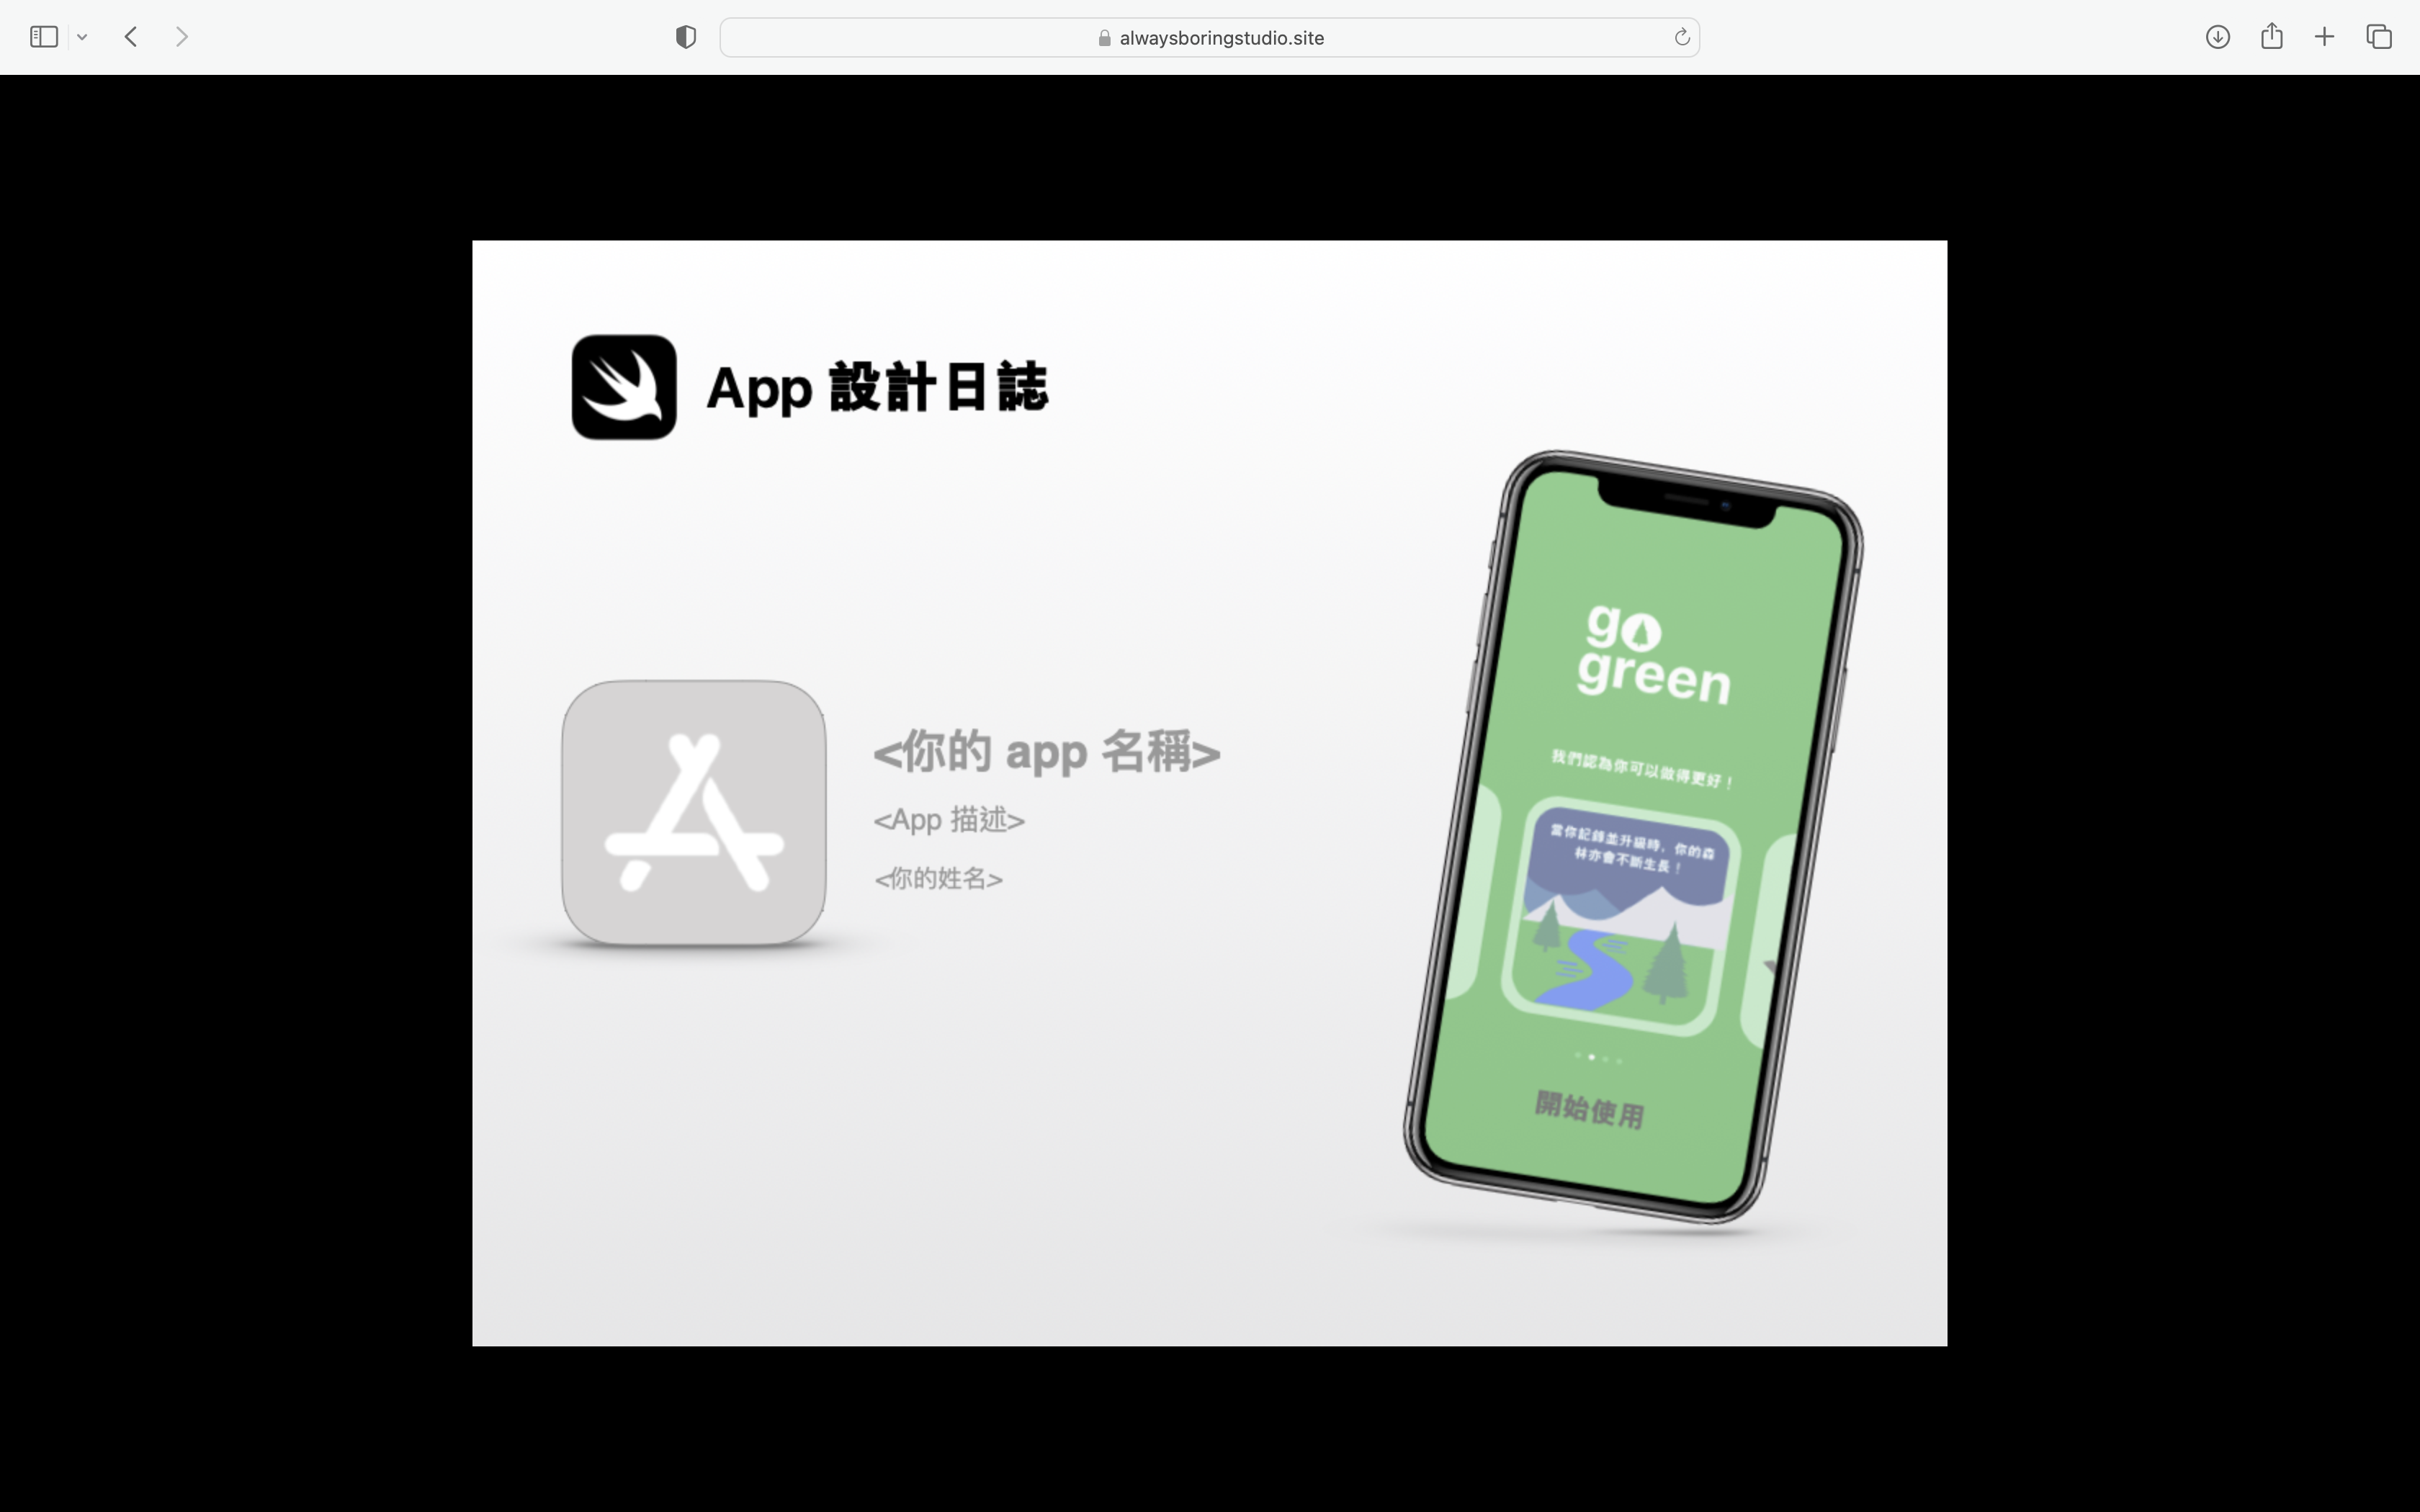 alwaysboringstudio.site
App 設計日誌
<你的 app 名稱>
<App 描述>
<你的姓名>
go
green
我們認為你可以做得更好！
當你記錄並升級時，你的森
林亦會不斷生長！
開始使用